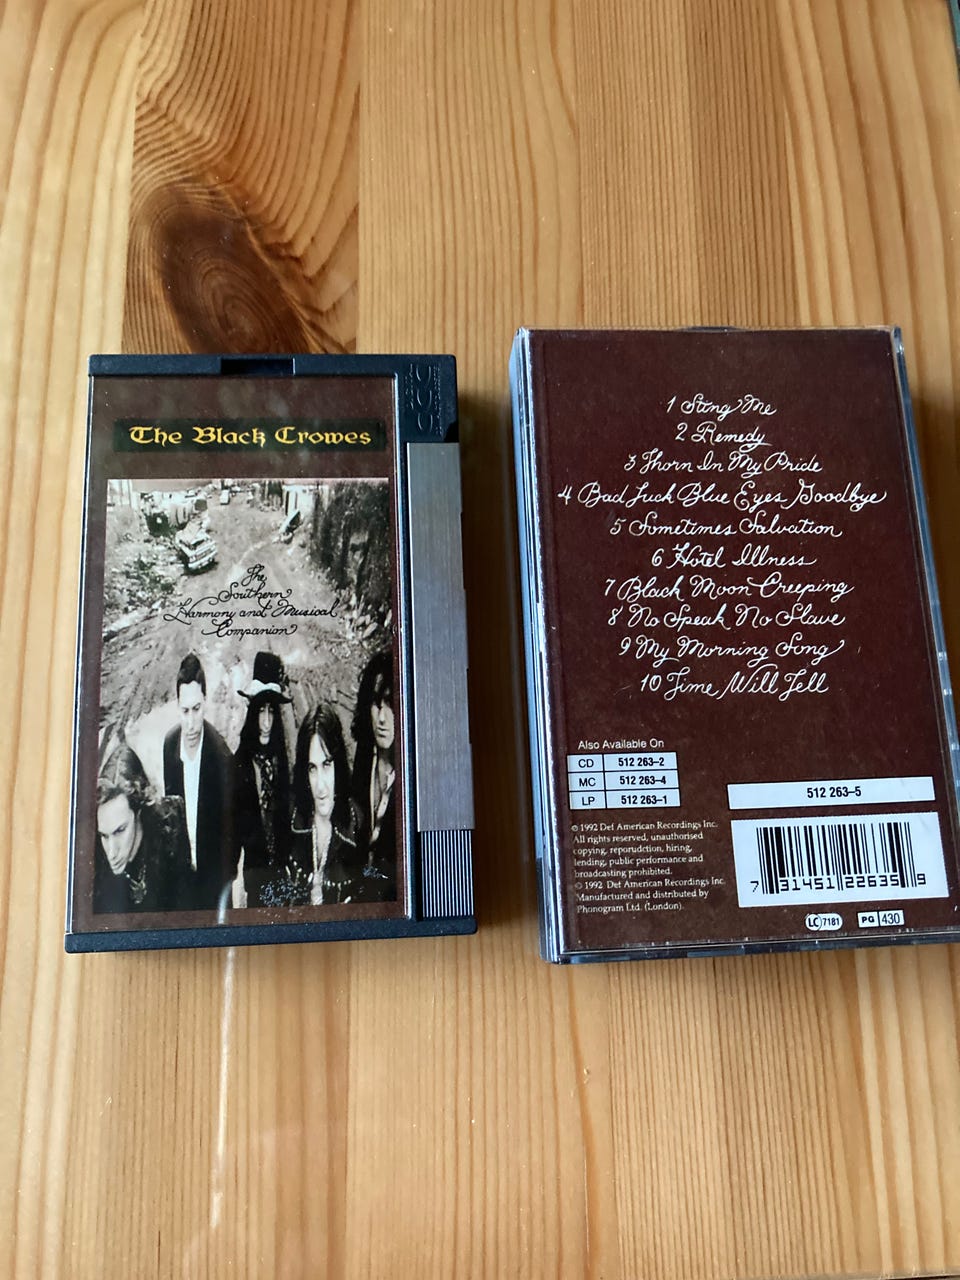 The Black Crowes
The
Southern
Harmony and Musical
Companion
1 Sting Me
2 Remedy
3 Thorn In My Pride
4 Bad Luck Blue Eyes Goodbye
5 Sometimes Salvation
6 Hotel Illness
7 Black Moon Creeping
8 No Speak No Slave
9 My Morning Song
10 Time Will Tell
Also Available On
CD 512 263-2
MC 512 263-4
LP 512 263-1
512 263-5
℗ 1992 Def American Recordings Inc.
All rights reserved, unauthorised
copying, reporudction, hiring,
lending, public performance and
broadcasting prohibited.
© 1992 Def American Recordings Inc.
Manufactured and distributed by
Phonogram Ltd. (London).
7 31451 22635 9
LC 7181
PG 430